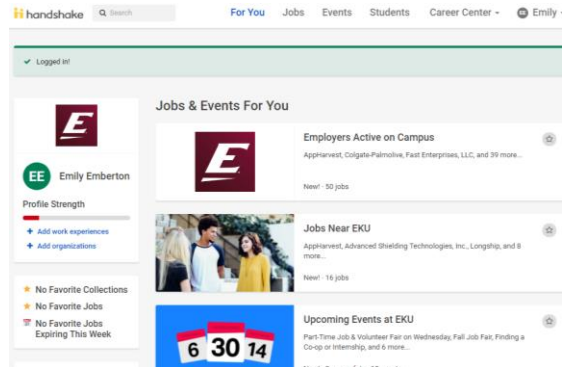 handshake
Search
For You
Jobs
Events
Students
Career Center
EE
Emily
Logged in!
E
EE
Emily Emberton
Profile Strength
+ Add work experiences
+ Add organizations
No Favorite Collections
No Favorite Jobs
No Favorite Jobs
Expiring This Week
Jobs & Events For You
E
Employers Active on Campus
AppHarvest, Colgate-Palmolive, Fast Enterprises, LLC, and 39 more...
New! · 50 jobs
Jobs Near EKU
AppHarvest, Advanced Shielding Technologies, Inc., Longship, and 8
more...
New! · 16 jobs
6 30 14
Upcoming Events at EKU
Part-Time Job & Volunteer Fair on Wednesday, Fall Job Fair, Finding a
Co-op or Internship, and 6 more...